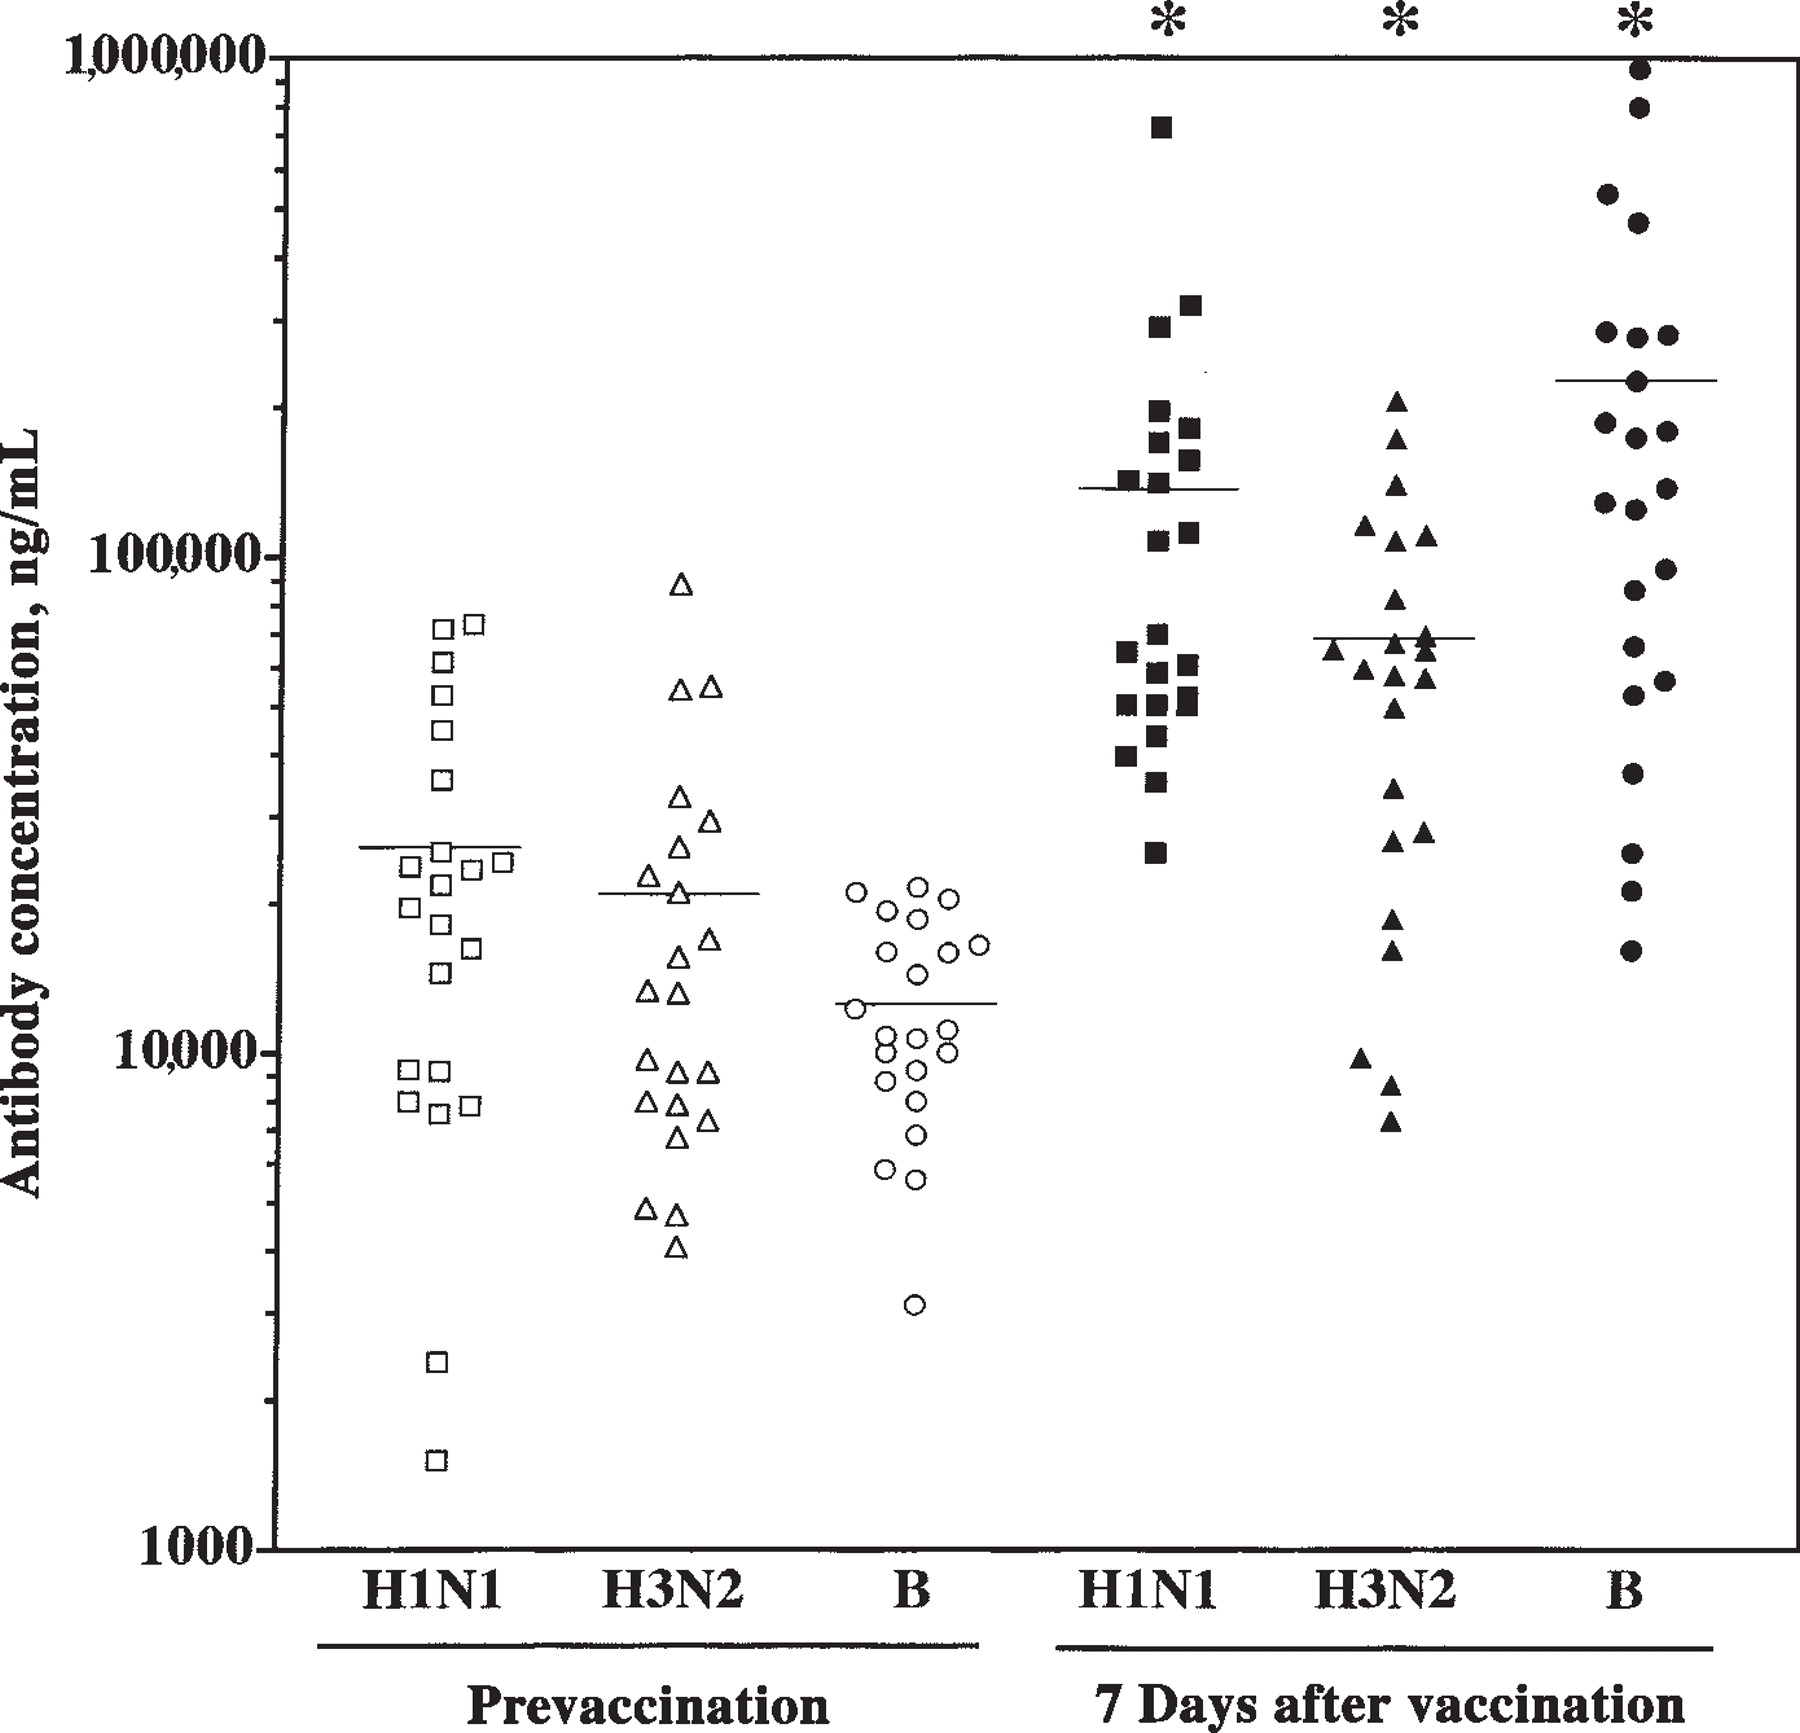 * * *
1,000,000
100,000
10,000
1000
Antibody concentration, ng/mL
H1N1 H3N2 B H1N1 H3N2 B
Prevaccination 7 Days after vaccination